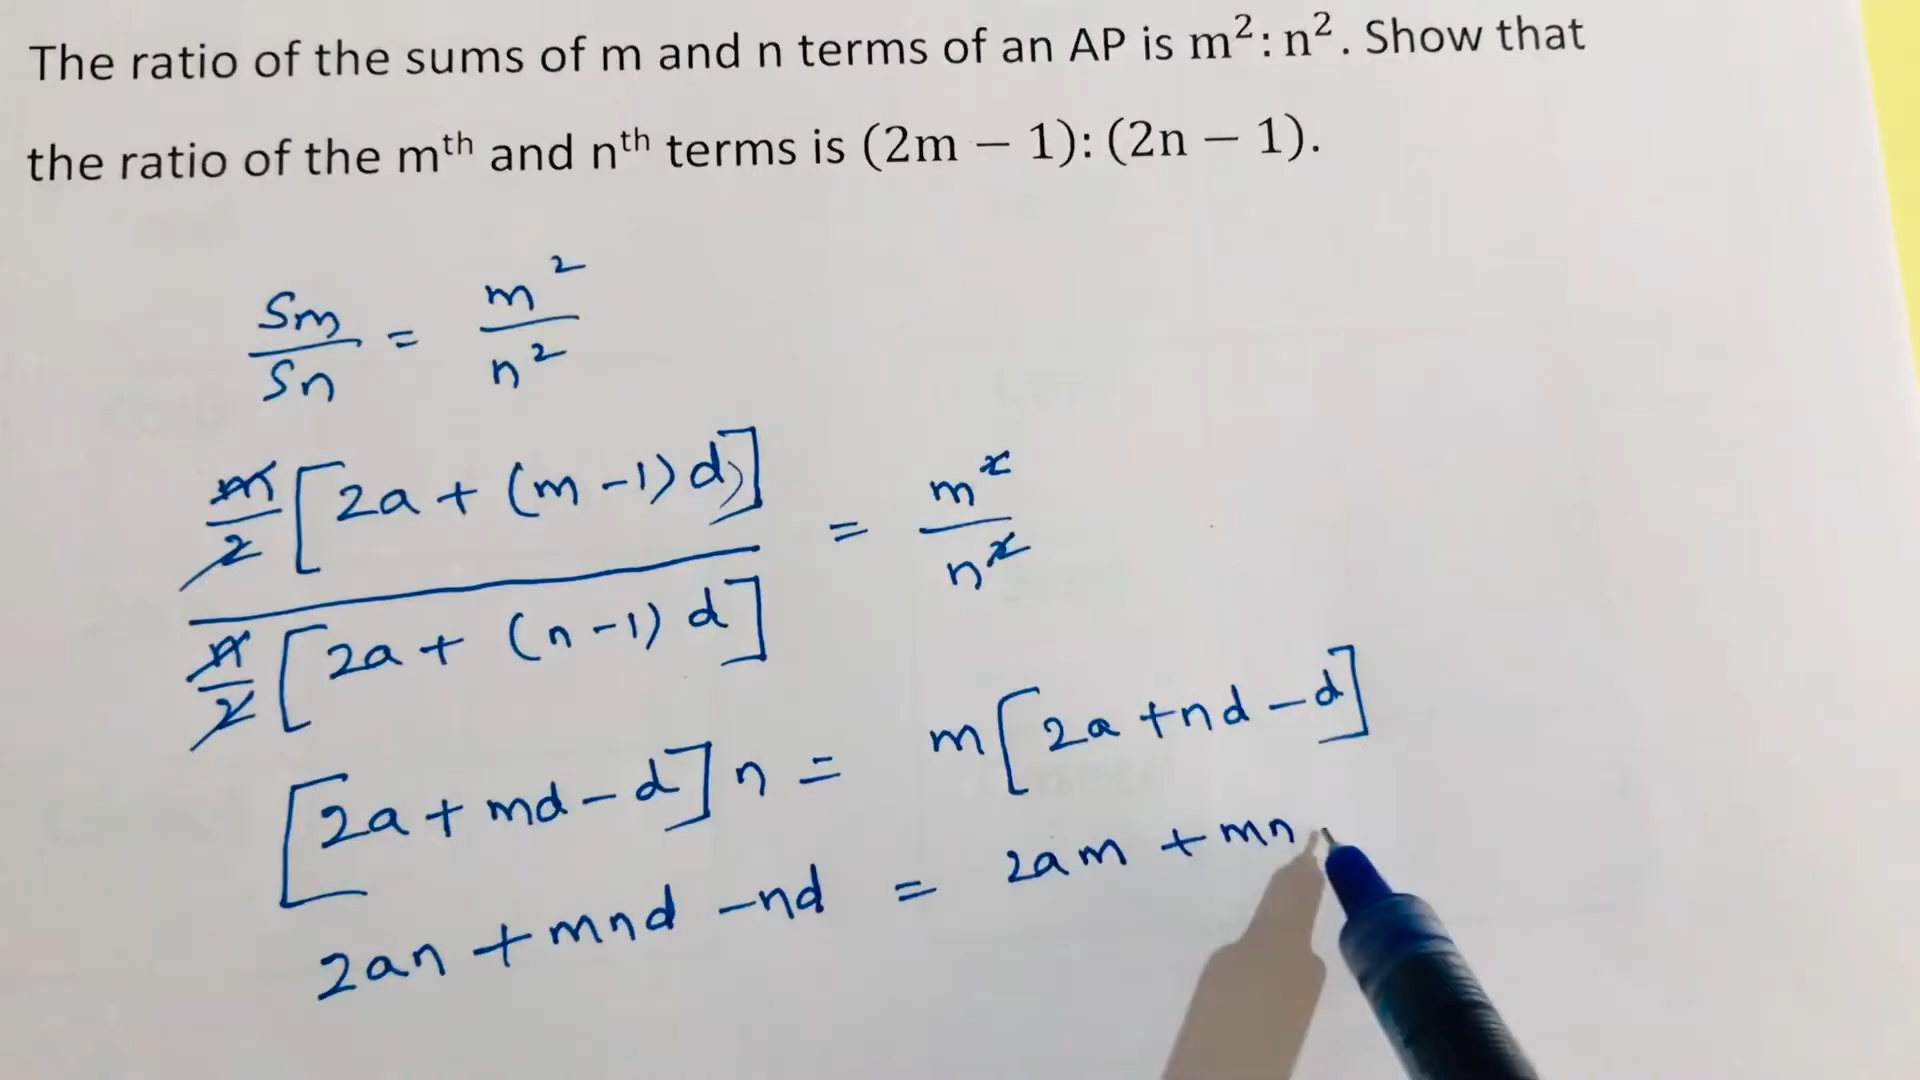 The ratio of the sums of m and n terms of an AP is m²: n². Show that
the ratio of the mᵗʰ and nᵗʰ terms is (2m − 1): (2n − 1).
Sm/Sn = m²/n²
m/2 [2a + (m −1) d] / n/2 [2a + (n −1) d] = m²/n²
[2a + md − d] n = m [2a + nd − d]
2an + mnd − nd = 2am + mn